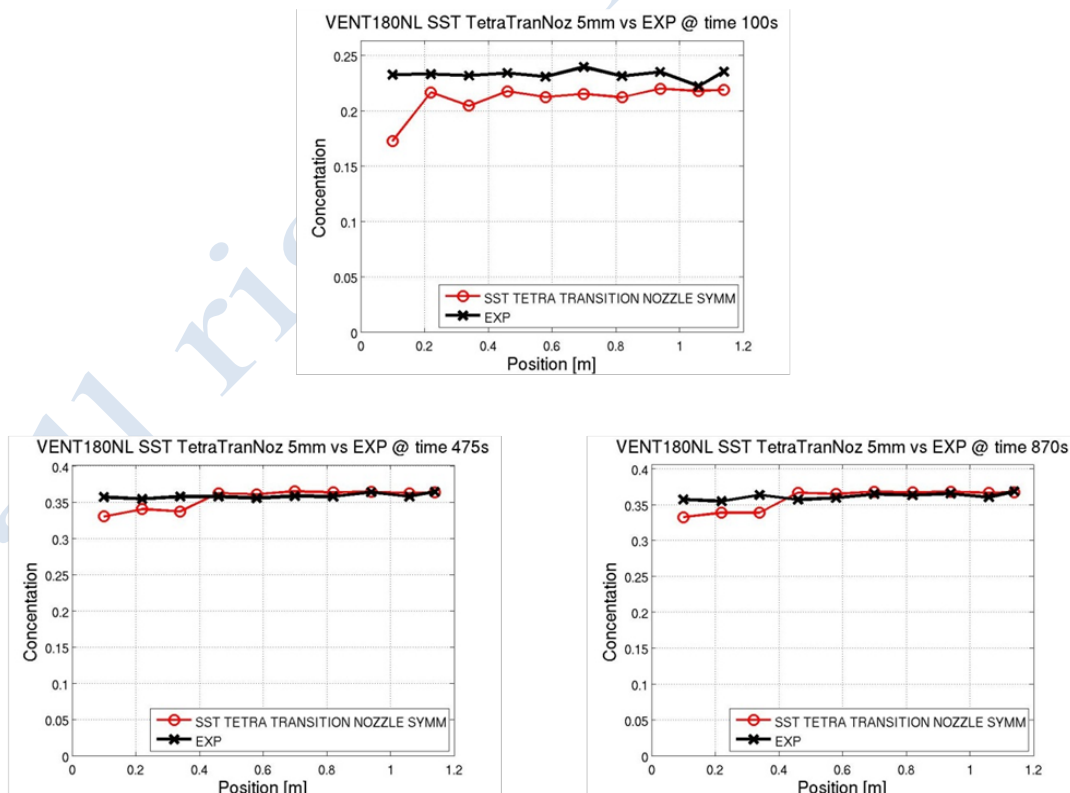 VENT180NL SST TetraTranNoz 5mm vs EXP @ time 100s
0.25
0.2
0.15
0.1
0.05
0
Concentation
SST TETRA TRANSITION NOZZLE SYMM
EXP
0 0.2 0.4 0.6 0.8 1 1.2
Position [m]
all rig
VENT180NL SST TetraTranNoz 5mm vs EXP @ time 475s
0.4
0.35
0.3
0.25
0.2
0.15
0.1
0.05
0
Concentation
SST TETRA TRANSITION NOZZLE SYMM
EXP
0 0.2 0.4 0.6 0.8 1 1.2
Position [m]
VENT180NL SST TetraTranNoz 5mm vs EXP @ time 870s
0.4
0.35
0.3
0.25
0.2
0.15
0.1
0.05
0
Concentation
SST TETRA TRANSITION NOZZLE SYMM
EXP
0 0.2 0.4 0.6 0.8 1 1.2
Position [m]